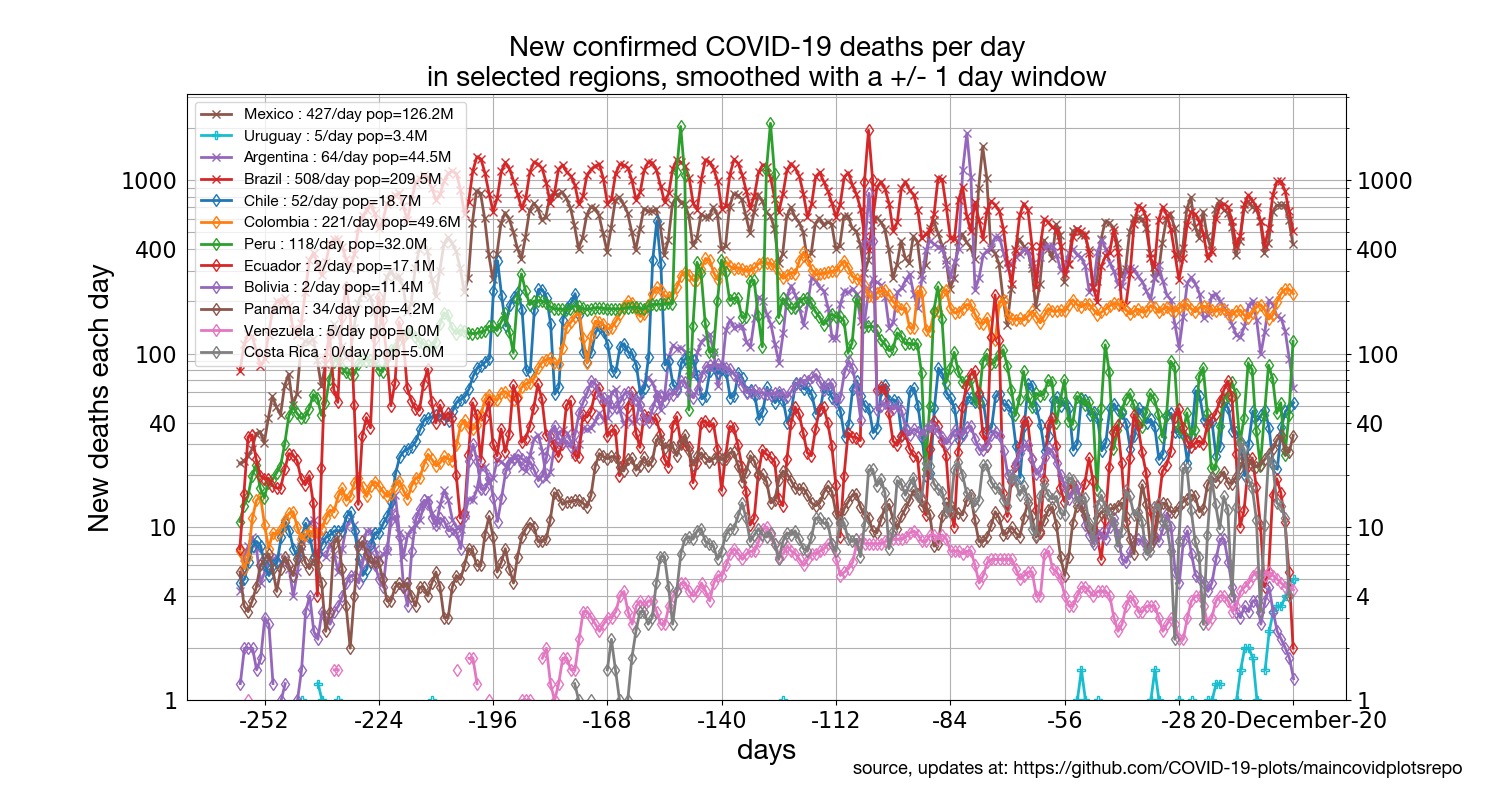 New confirmed COVID-19 deaths per day
in selected regions, smoothed with a +/- 1 day window
New deaths each day
Mexico : 427/day pop=126.2M
Uruguay : 5/day pop=3.4M
Argentina : 64/day pop=44.5M
Brazil : 508/day pop=209.5M
Chile : 52/day pop=18.7M
Colombia : 221/day pop=49.6M
Peru : 118/day pop=32.0M
Ecuador : 2/day pop=17.1M
Bolivia : 2/day pop=11.4M
Panama : 34/day pop=4.2M
Venezuela : 5/day pop=0.0M
Costa Rica : 0/day pop=5.0M
1000
400
100
40
10
4
1
1000
400
100
40
10
4
1
-252 -224 -196 -168 -140 -112 -84 -56 -28 20-December-20
days
source, updates at: https://github.com/COVID-19-plots/maincovidplotsrepo